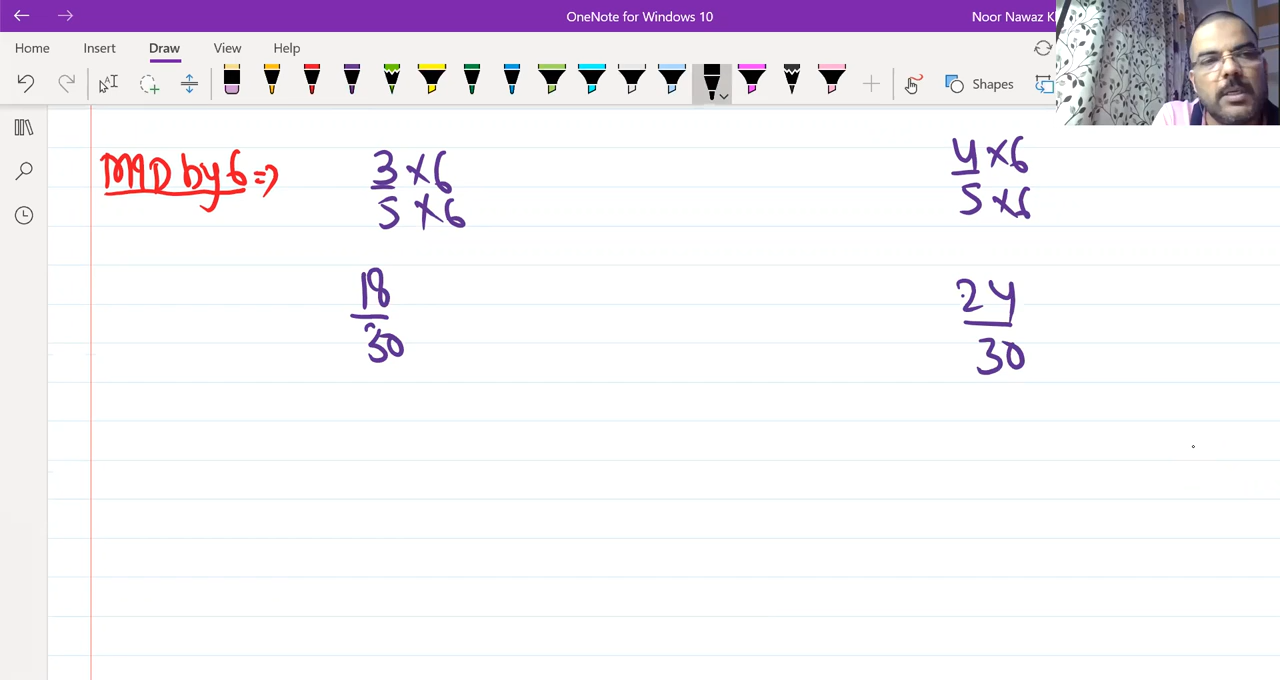 OneNote for Windows 10
Noor Nawaz K
Home Insert Draw View Help
Shapes
MAD by 6 =>
3 × 6
5 × 6
4 × 6
5 × 6
18
30
24
30